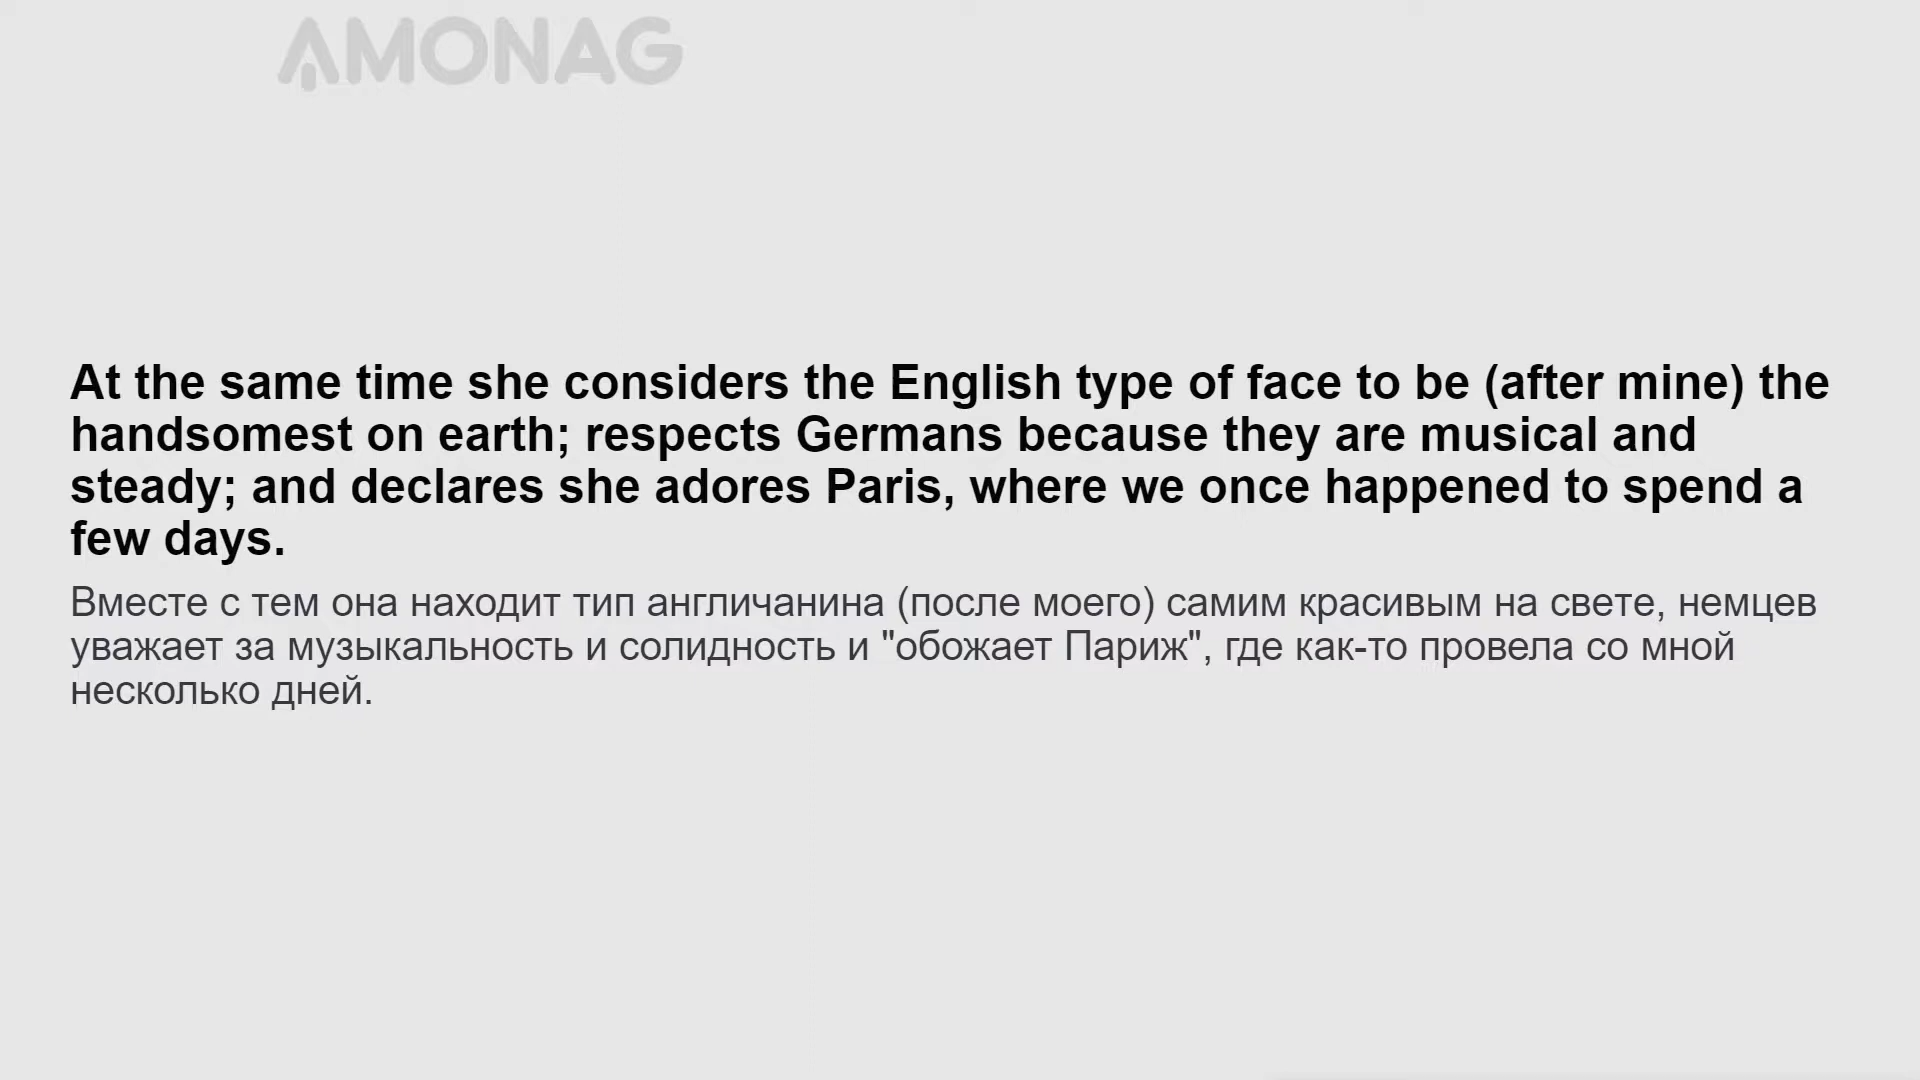 AMONAG
At the same time she considers the English type of face to be (after mine) the
handsomest on earth; respects Germans because they are musical and
steady; and declares she adores Paris, where we once happened to spend a
few days.
Вместе с тем она находит тип англичанина (после моего) самим красивым на свете, немцев
уважает за музыкальность и солидность и "обожает Париж", где как-то провела со мной
несколько дней.